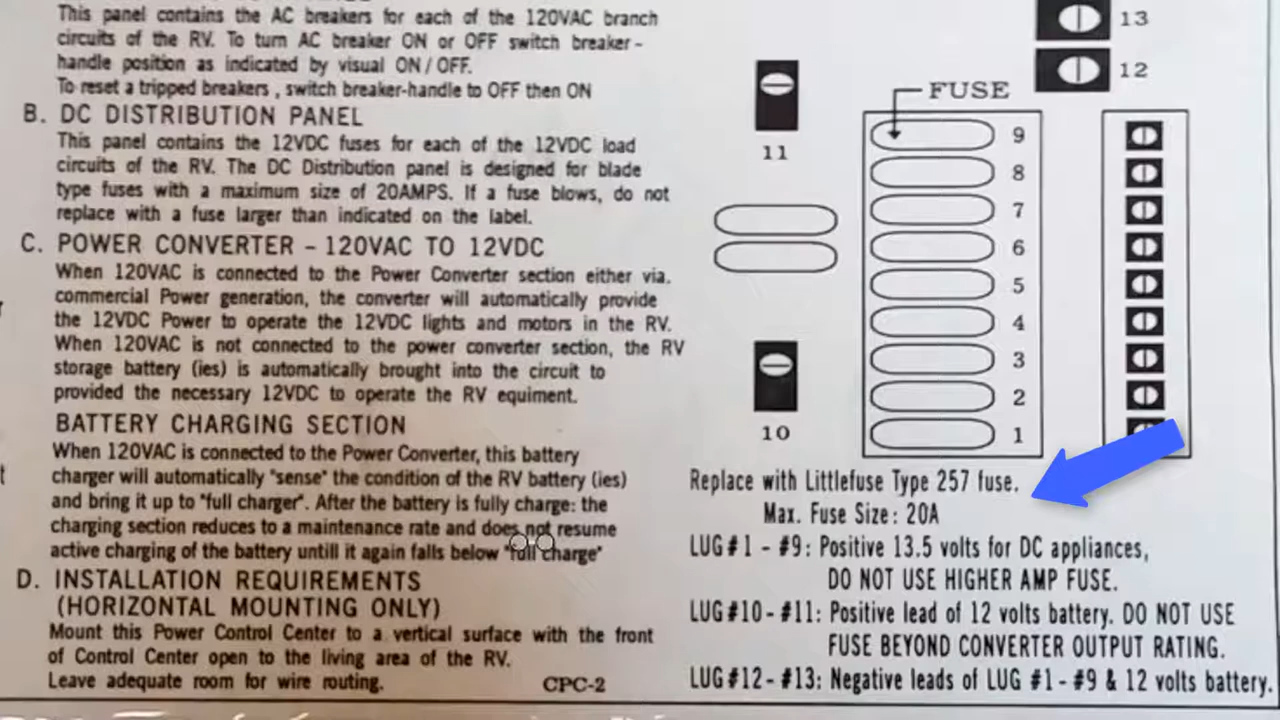 This panel contains the AC breakers for each of the 120VAC branch
circuits of the RV. To turn AC breaker ON or OFF switch breaker-
handle position as indicated by visual ON/OFF.
To reset a tripped breakers, switch breaker-handle to OFF then ON
B. DC DISTRIBUTION PANEL
This panel contains the 12VDC fuses for each of the 12VDC load
circuits of the RV. The DC Distribution panel is designed for blade
type fuses with a maximum size of 20AMPS. If a fuse blows, do not
replace with a fuse larger than indicated on the label.
C. POWER CONVERTER - 120VAC TO 12VDC
When 120VAC is connected to the Power Converter section either via.
commercial Power generation, the converter will automatically provide
the 12VDC Power to operate the 12VDC lights and motors in the RV.
When 120VAC is not connected to the power converter section, the RV
storage battery (ies) is automatically brought into the circuit to
provided the necessary 12VDC to operate the RV equiment.
BATTERY CHARGING SECTION
When 120VAC is connected to the Power Converter, this battery
charger will automatically "sense" the condition of the RV battery (ies)
and bring it up to "full charger". After the battery is fully charge: the
charging section reduces to a maintenance rate and does not resume
active charging of the battery untill it again falls below "full charge"
D. INSTALLATION REQUIREMENTS
(HORIZONTAL MOUNTING ONLY)
Mount this Power Control Center to a vertical surface with the front
of Control Center open to the living area of the RV.
Leave adequate room for wire routing.
CPC-2
13
12
FUSE
11
9
8
7
6
5
4
3
2
1
10
Replace with Littlefuse Type 257 fuse.
Max. Fuse Size: 20A
LUG#1 - #9: Positive 13.5 volts for DC appliances,
DO NOT USE HIGHER AMP FUSE.
LUG#10-#11: Positive lead of 12 volts battery. DO NOT USE
FUSE BEYOND CONVERTER OUTPUT RATING.
LUG#12-#13: Negative leads of LUG #1-#9 & 12 volts battery.